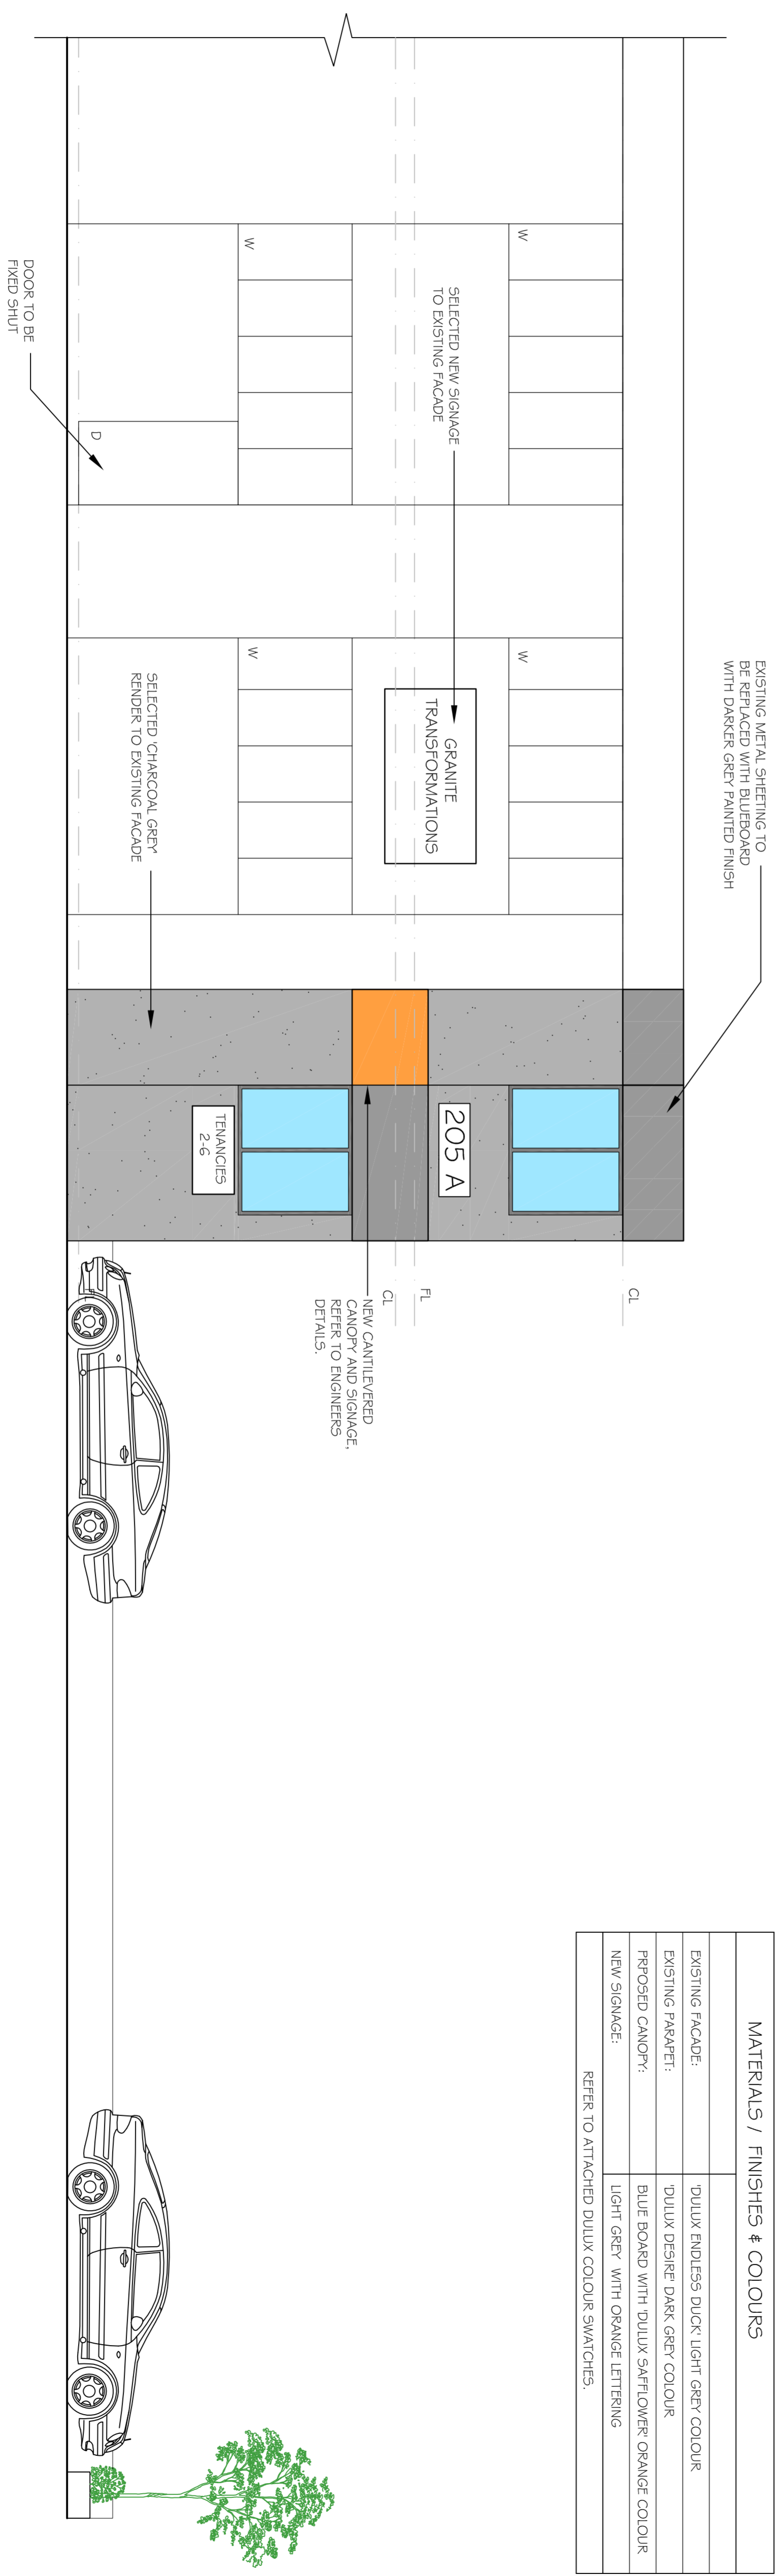 EXISTING METAL SHEETING TO
BE REPLACED WITH BLUEBOARD
WITH DARKER GREY PAINTED FINISH
MATERIALS / FINISHES & COLOURS
EXISTING FACADE: 'DULUX ENDLESS DUCK' LIGHT GREY COLOUR
EXISTING PARAPET: 'DULUX DESIRE' DARK GREY COLOUR
PRPOSED CANOPY: BLUE BOARD WITH 'DULUX SAFFLOWER' ORANGE COLOUR
NEW SIGNAGE: LIGHT GREY WITH ORANGE LETTERING
REFER TO ATTACHED DULUX COLOUR SWATCHES.
CL
W
W
SELECTED NEW SIGNAGE
TO EXISTING FACADE
GRANITE
TRANSFORMATIONS
205 A
FL
CL
NEW CANTILEVERED
CANOPY AND SIGNAGE,
REFER TO ENGINEERS
DETAILS.
W
W
TENANCIES
2-6
SELECTED 'CHARCOAL GREY'
RENDER TO EXISTING FACADE
D
DOOR TO BE
FIXED SHUT